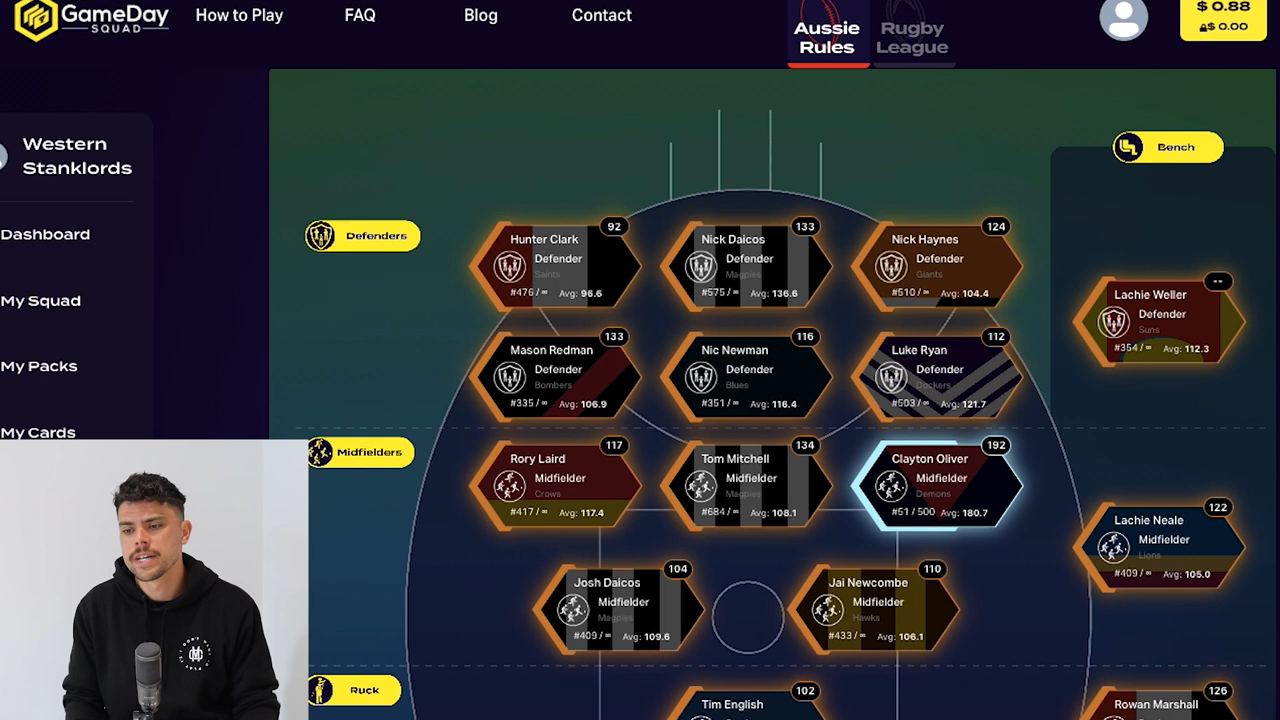 GameDay
SQUAD
How to Play
FAQ
Blog
Contact
Aussie
Rules
Rugby
League
$ 0.88
$ 0.00
Western
Stanklords
Dashboard
My Squad
My Packs
My Cards
Bench
Defenders
92
Hunter Clark
Defender
Saints
#476 / ∞ Avg: 96.6
133
Nick Daicos
Defender
Magpies
#575 / ∞ Avg: 136.6
124
Nick Haynes
Defender
Giants
#510 / ∞ Avg: 104.4
--
Lachie Weller
Defender
Suns
#354 / ∞ Avg: 112.3
133
Mason Redman
Defender
Bombers
#335 / ∞ Avg: 106.9
116
Nic Newman
Defender
Blues
#351 / ∞ Avg: 116.4
112
Luke Ryan
Defender
Dockers
#503 / ∞ Avg: 121.7
Midfielders
117
Rory Laird
Midfielder
Crows
#417 / ∞ Avg: 117.4
134
Tom Mitchell
Midfielder
Magpies
#684 / ∞ Avg: 108.1
192
Clayton Oliver
Midfielder
Demons
#51 / 500 Avg: 180.7
122
Lachie Neale
Midfielder
Lions
#409 / ∞ Avg: 105.0
104
Josh Daicos
Midfielder
Magpies
#409 / ∞ Avg: 109.6
110
Jai Newcombe
Midfielder
Hawks
#433 / ∞ Avg: 106.1
Ruck
102
Tim English
126
Rowan Marshall